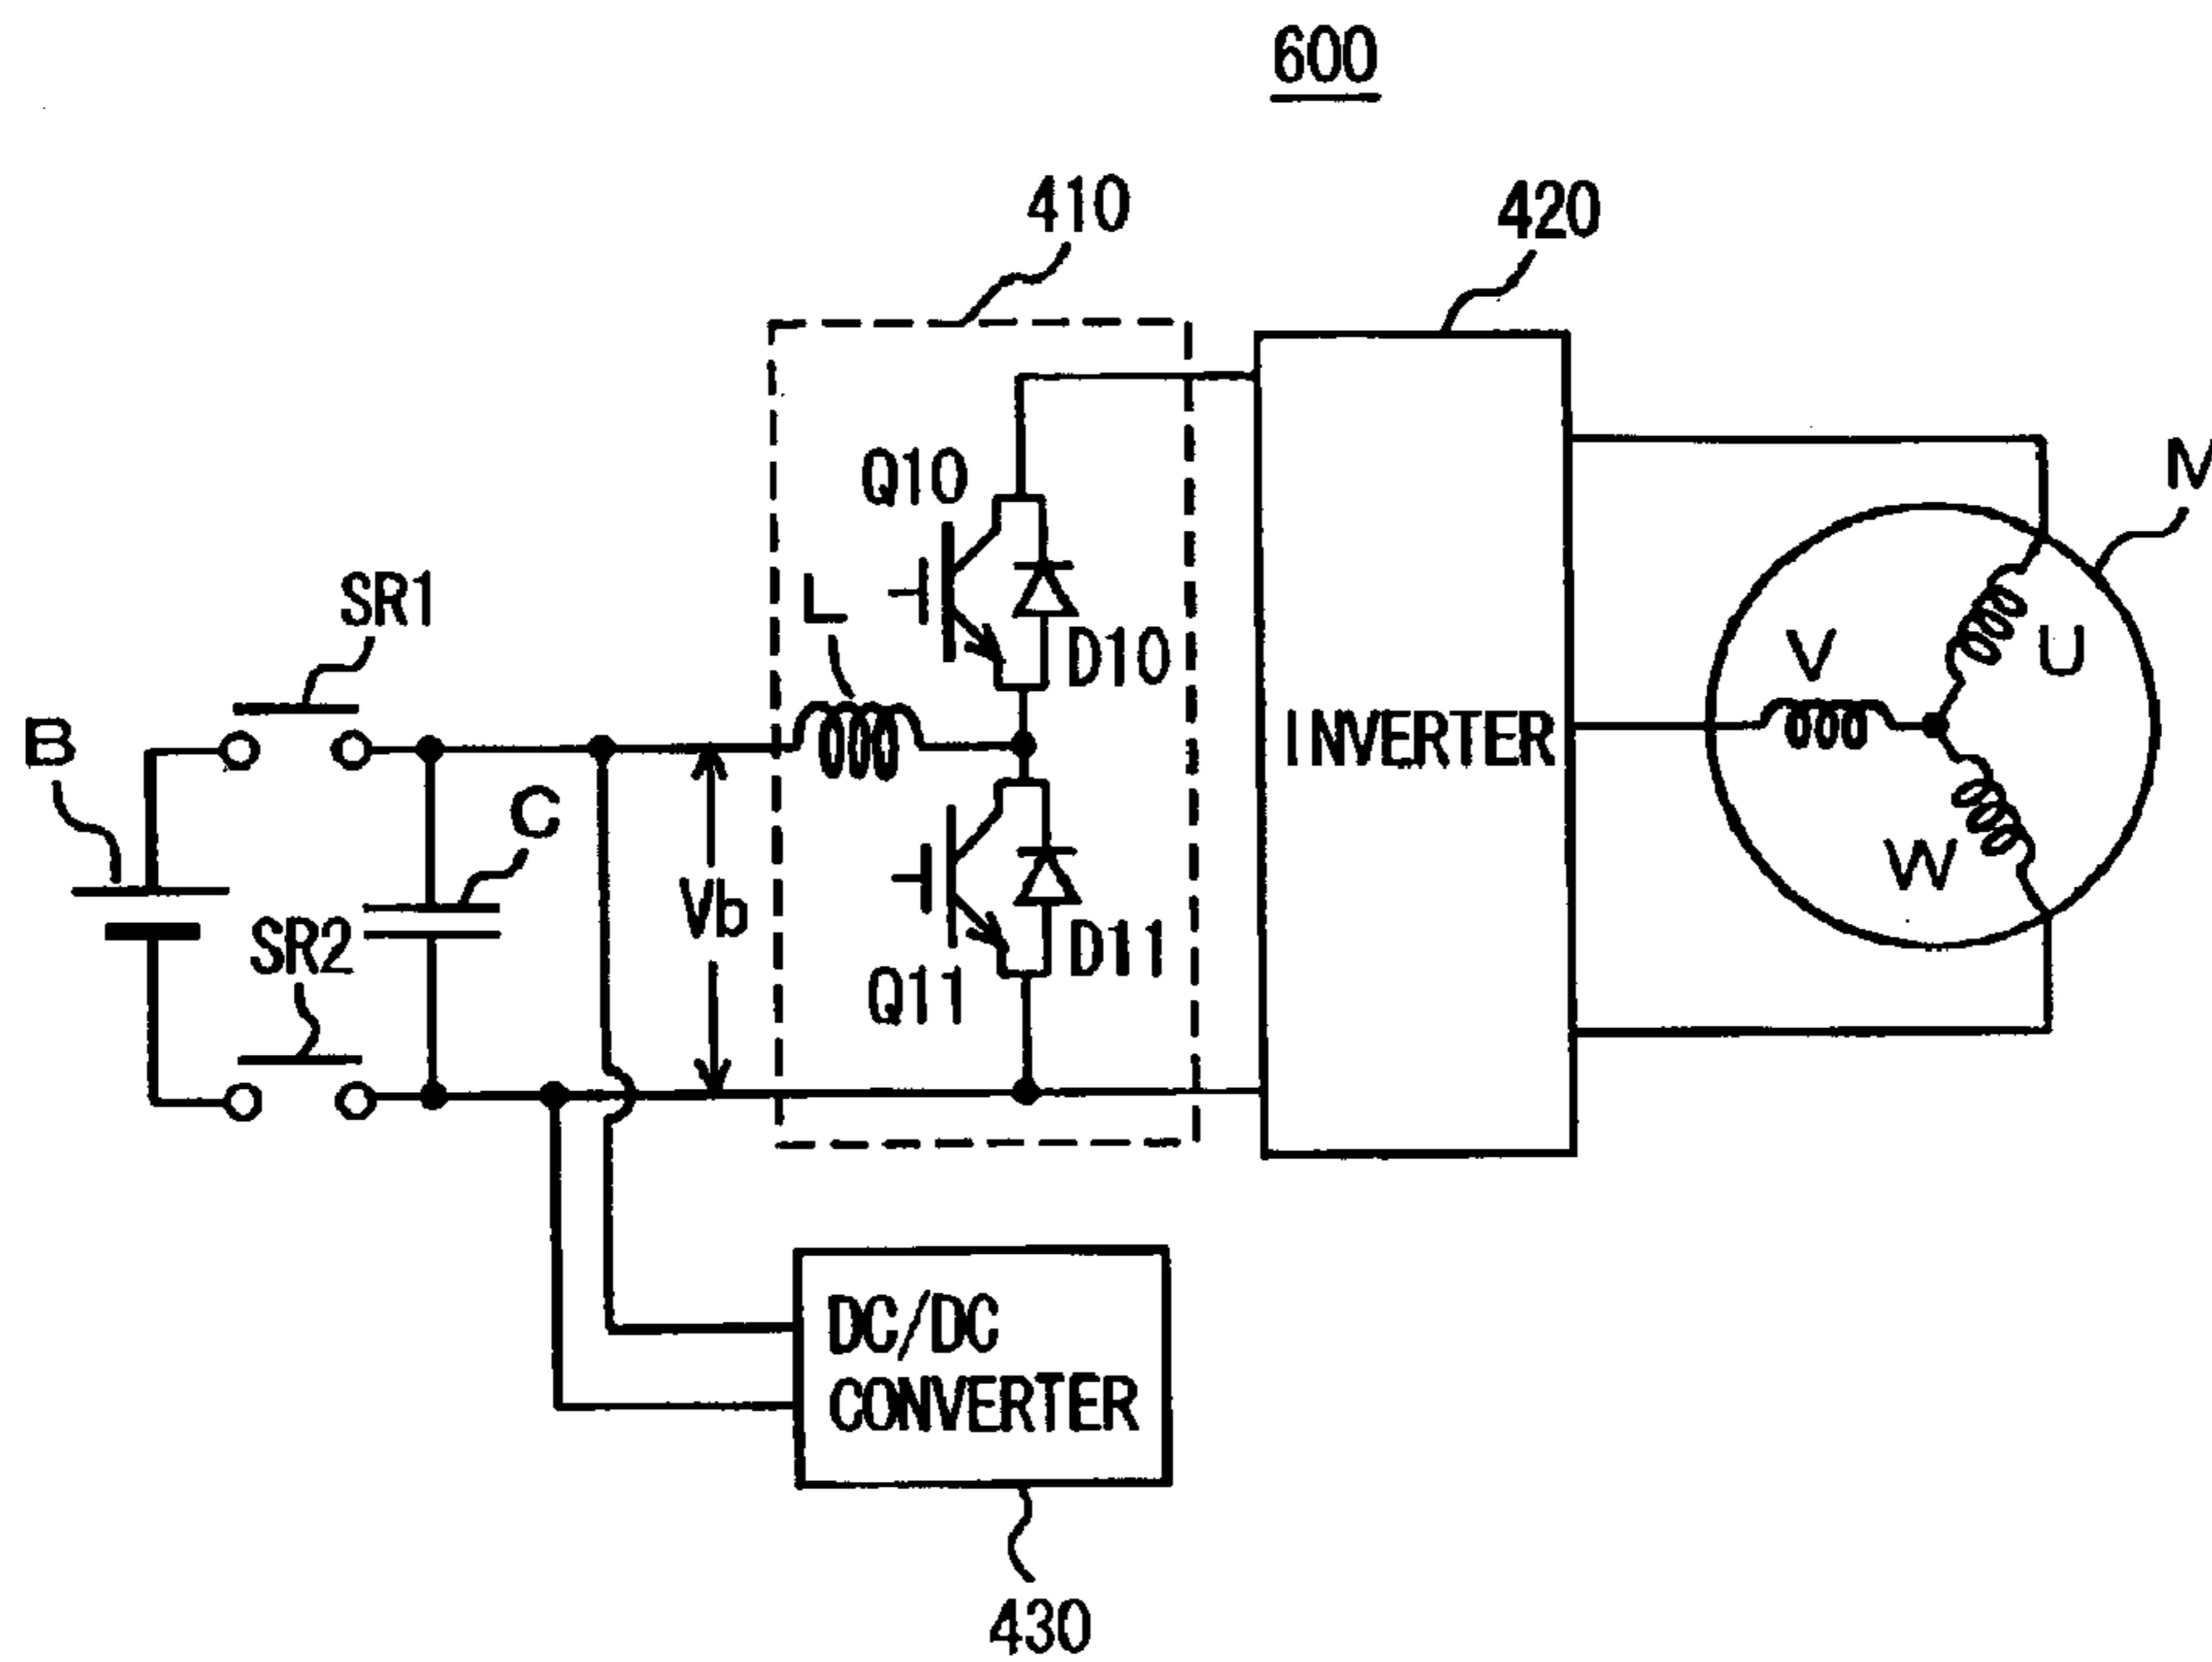 600
410
420
Q10
M
SR1
L
D10
V
U
B
INVERTER
C
Vb
W
SR2
D11
Q11
DC/DC
CONVERTER
430